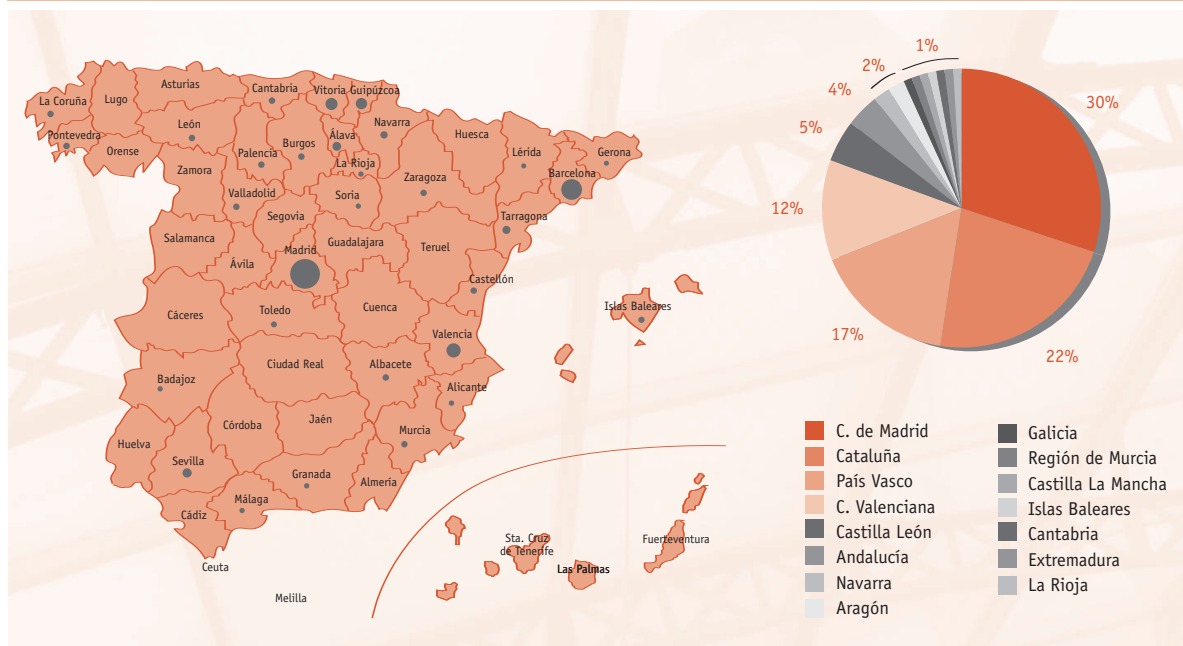 Asturias
Cantabria
Vitoria Guipúzcoa
La Coruña
Lugo
Pontevedra
León
Orense
Palencia
Burgos
Álava
Navarra
La Rioja
Huesca
Lérida
Gerona
Barcelona
Zamora
Zaragoza
Valladolid
Soria
Segovia
Tarragona
Salamanca
Guadalajara
Madrid
Teruel
Ávila
Castellón
Cáceres
Toledo
Cuenca
Islas Baleares
Valencia
Ciudad Real
Albacete
Badajoz
Alicante
Córdoba
Jaén
Murcia
Huelva
Sevilla
Granada
Almería
Málaga
Cádiz
Ceuta
Melilla
Sta. Cruz
de Tenerife
Las Palmas
Fuerteventura
1%
2%
4%
5%
12%
17%
22%
30%
C. de Madrid
Cataluña
País Vasco
C. Valenciana
Castilla León
Andalucía
Navarra
Aragón
Galicia
Región de Murcia
Castilla La Mancha
Islas Baleares
Cantabria
Extremadura
La Rioja